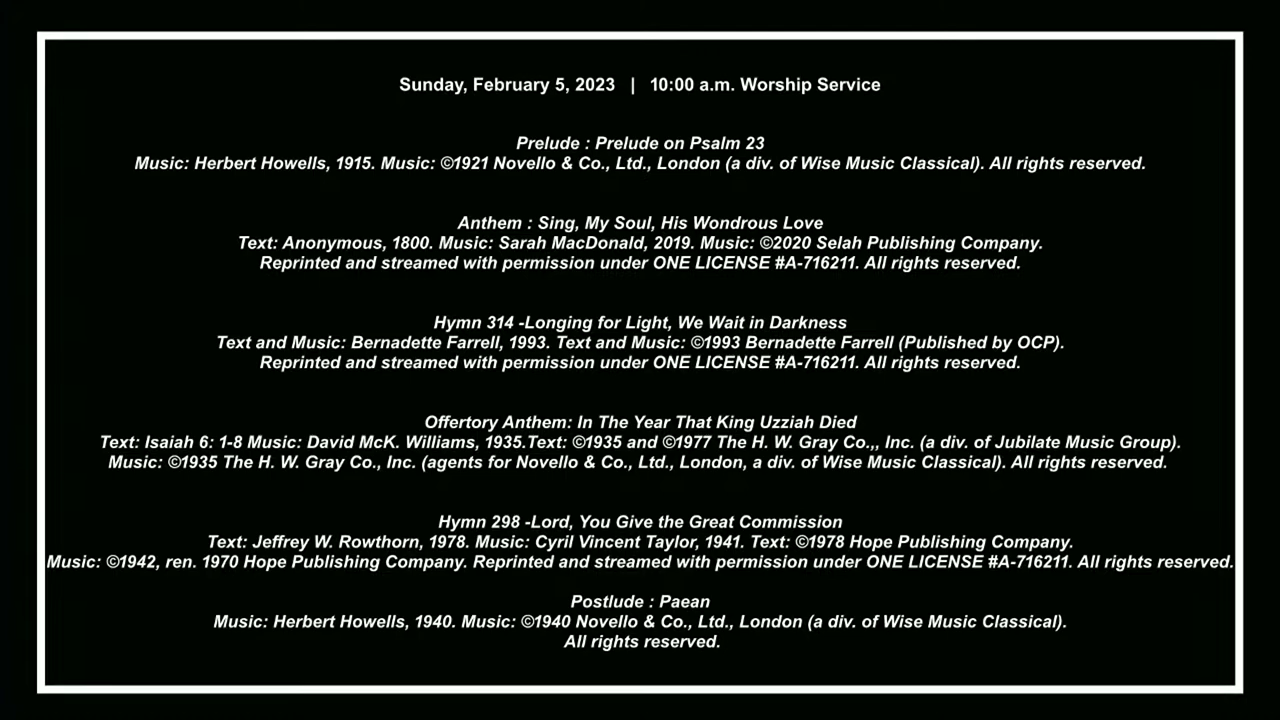 Sunday, February 5, 2023 | 10:00 a.m. Worship Service
Prelude : Prelude on Psalm 23
Music: Herbert Howells, 1915. Music: ©1921 Novello & Co., Ltd., London (a div. of Wise Music Classical). All rights reserved.
Anthem : Sing, My Soul, His Wondrous Love
Text: Anonymous, 1800. Music: Sarah MacDonald, 2019. Music: ©2020 Selah Publishing Company.
Reprinted and streamed with permission under ONE LICENSE #A-716211. All rights reserved.
Hymn 314 -Longing for Light, We Wait in Darkness
Text and Music: Bernadette Farrell, 1993. Text and Music: ©1993 Bernadette Farrell (Published by OCP).
Reprinted and streamed with permission under ONE LICENSE #A-716211. All rights reserved.
Offertory Anthem: In The Year That King Uzziah Died
Text: Isaiah 6: 1-8 Music: David McK. Williams, 1935.Text: ©1935 and ©1977 The H. W. Gray Co.,, Inc. (a div. of Jubilate Music Group).
Music: ©1935 The H. W. Gray Co., Inc. (agents for Novello & Co., Ltd., London, a div. of Wise Music Classical). All rights reserved.
Hymn 298 -Lord, You Give the Great Commission
Text: Jeffrey W. Rowthorn, 1978. Music: Cyril Vincent Taylor, 1941. Text: ©1978 Hope Publishing Company.
Music: ©1942, ren. 1970 Hope Publishing Company. Reprinted and streamed with permission under ONE LICENSE #A-716211. All rights reserved.
Postlude : Paean
Music: Herbert Howells, 1940. Music: ©1940 Novello & Co., Ltd., London (a div. of Wise Music Classical).
All rights reserved.